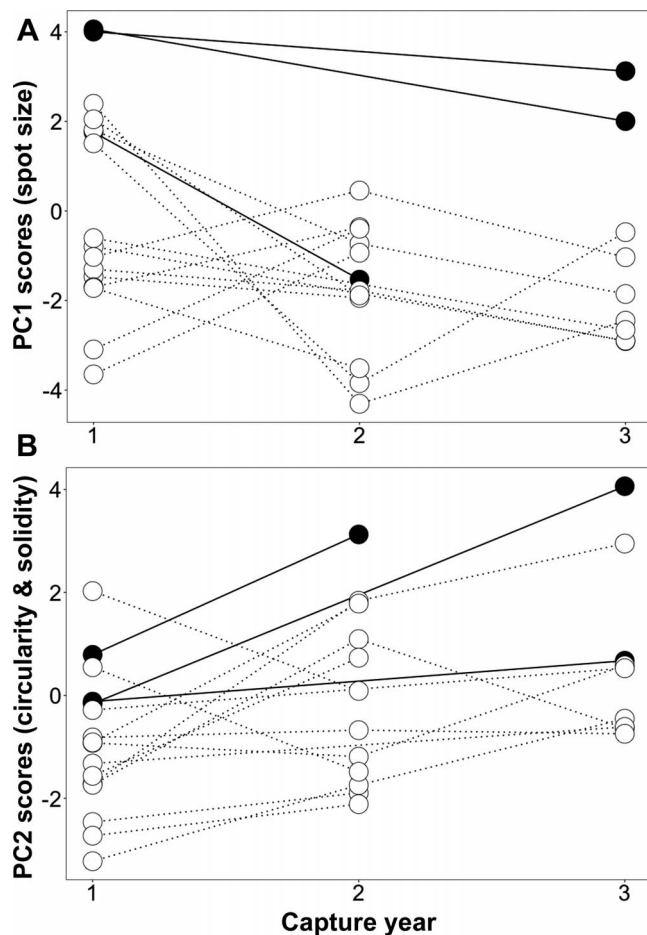 A
PC1 scores (spot size)
4
2
0
-2
-4
1 2 3
B
PC2 scores (circularity & solidity)
4
2
0
-2
1 2 3
Capture year